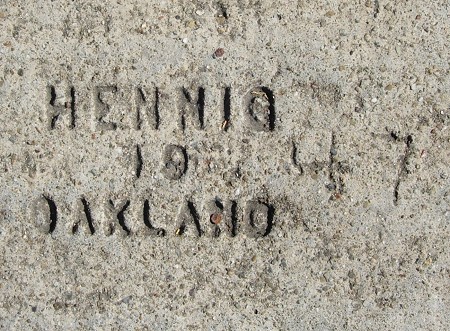 HENNIG
19 47
OAKLAND